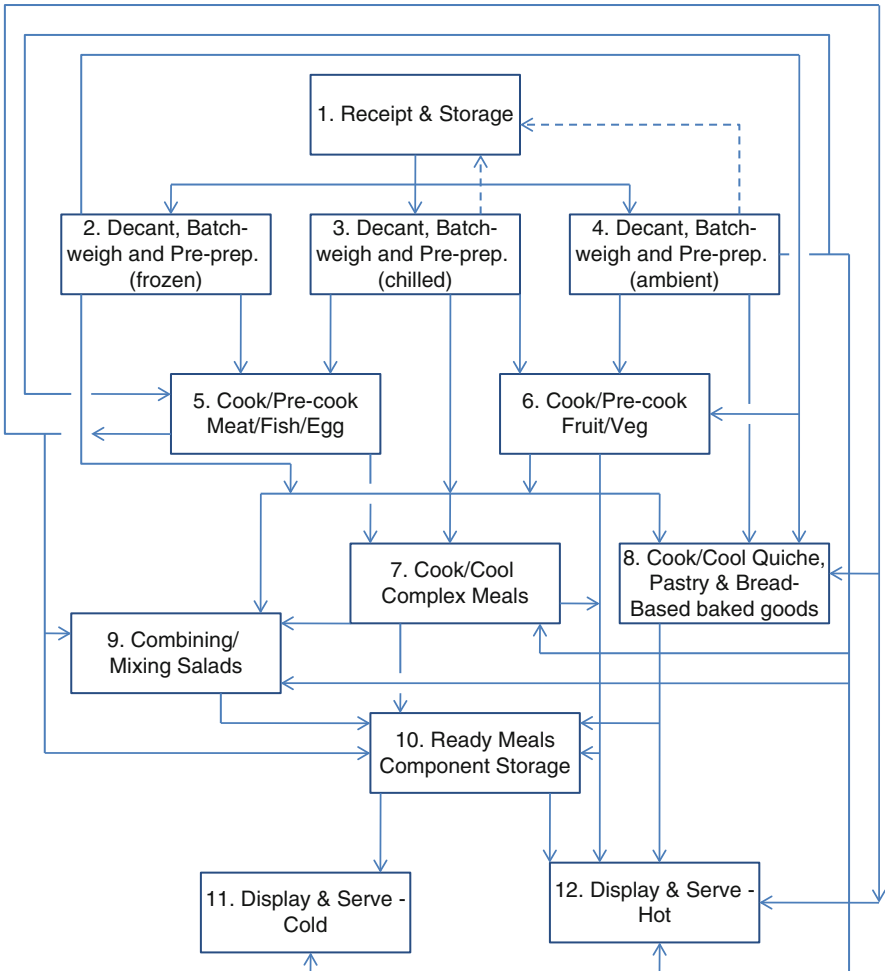 1. Receipt & Storage
2. Decant, Batch-
weigh and Pre-prep.
(frozen)
3. Decant, Batch-
weigh and Pre-prep.
(chilled)
4. Decant, Batch-
weigh and Pre-prep.
(ambient)
5. Cook/Pre-cook
Meat/Fish/Egg
6. Cook/Pre-cook
Fruit/Veg
7. Cook/Cool
Complex Meals
8. Cook/Cool Quiche,
Pastry & Bread-
Based baked goods
9. Combining/
Mixing Salads
10. Ready Meals
Component Storage
11. Display & Serve -
Cold
12. Display & Serve -
Hot